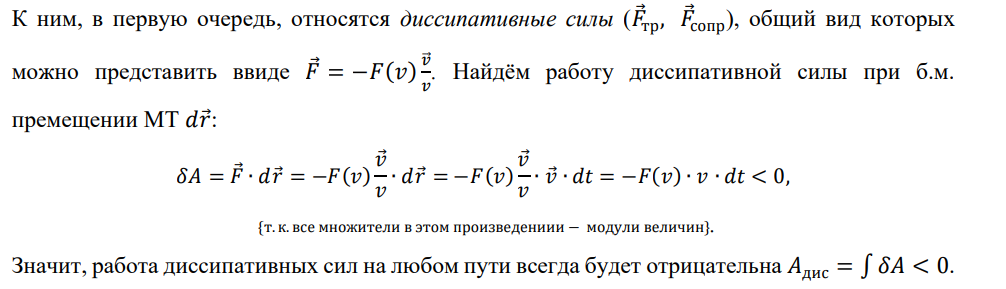 К ним, в первую очередь, относятся диссипативные силы (F⃗тр, F⃗сопр), общий вид которых
можно представить ввиде F⃗ = −F(v) v⃗/v. Найдём работу диссипативной силы при б.м.
премещении МТ dr⃗:
δA = F⃗ · dr⃗ = −F(v) v⃗/v · dr⃗ = −F(v) v⃗/v · v⃗ · dt = −F(v) · v · dt < 0,
{т. к. все множители в этом произведениии − модули величин}.
Значит, работа диссипативных сил на любом пути всегда будет отрицательна Aдис = ∫ δA < 0.